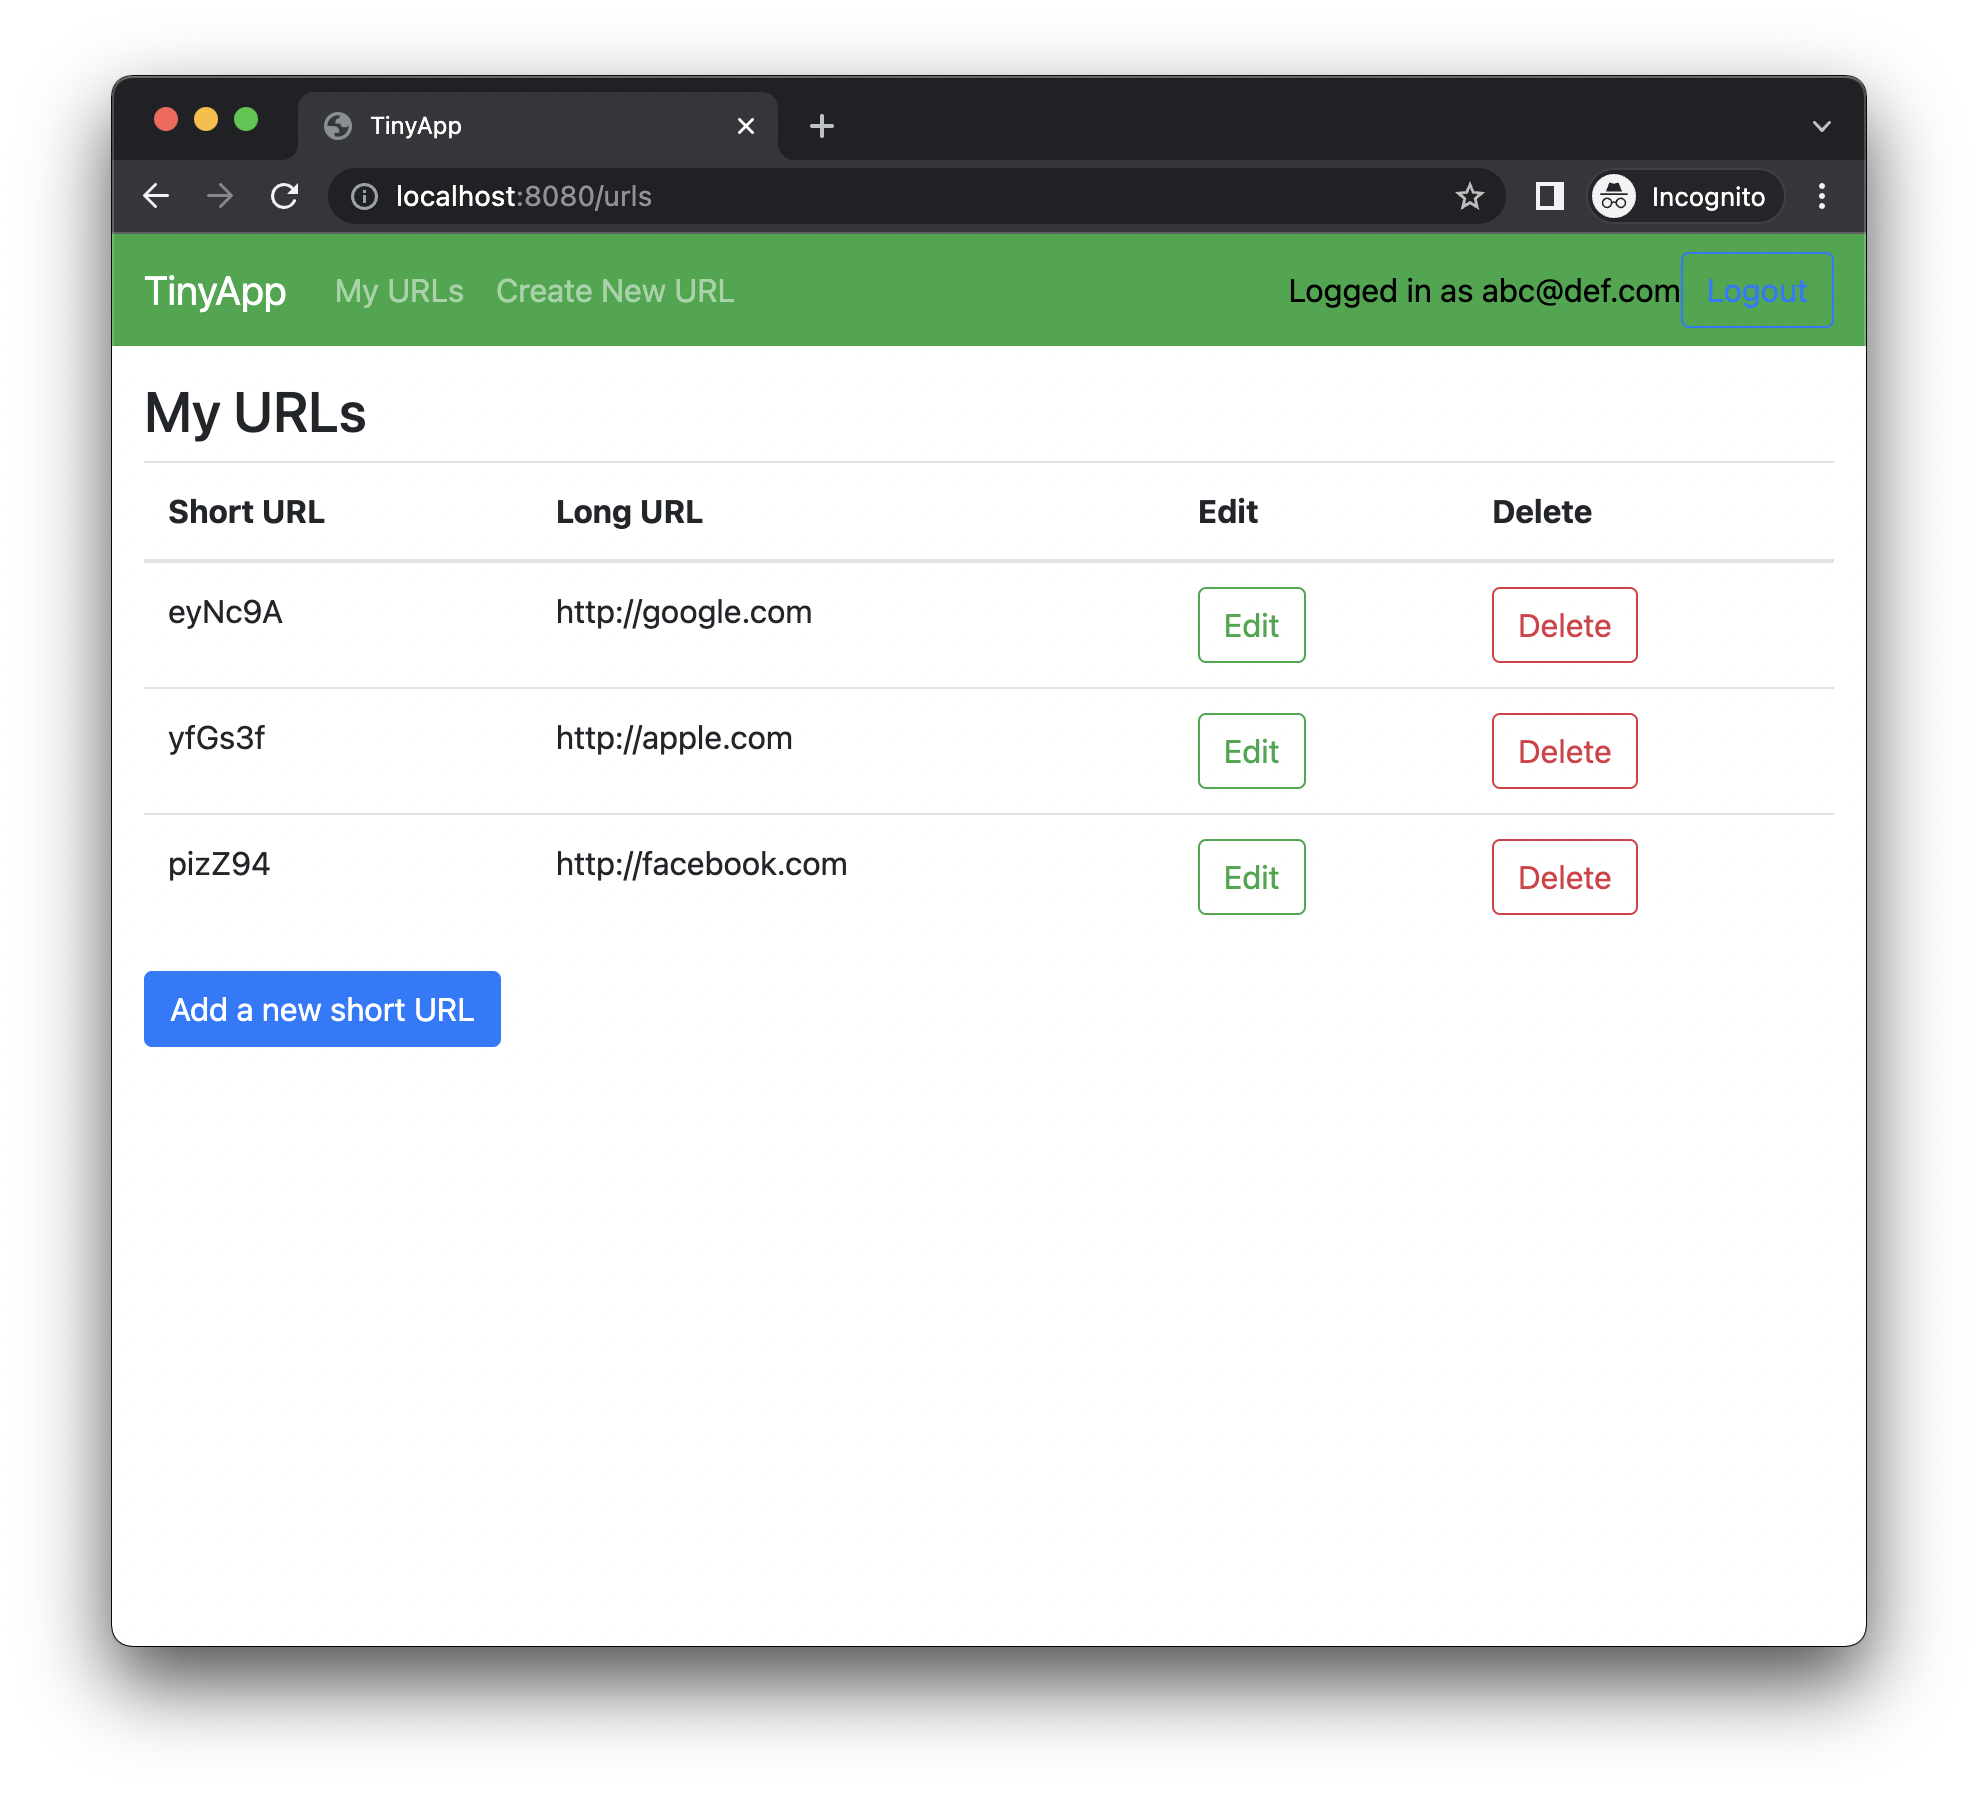 TinyApp
localhost:8080/urls Incognito
TinyApp My URLs Create New URL Logged in as abc@def.com Logout
My URLs
Short URL Long URL Edit Delete
eyNc9A http://google.com Edit Delete
yfGs3f http://apple.com Edit Delete
pizZ94 http://facebook.com Edit Delete
Add a new short URL